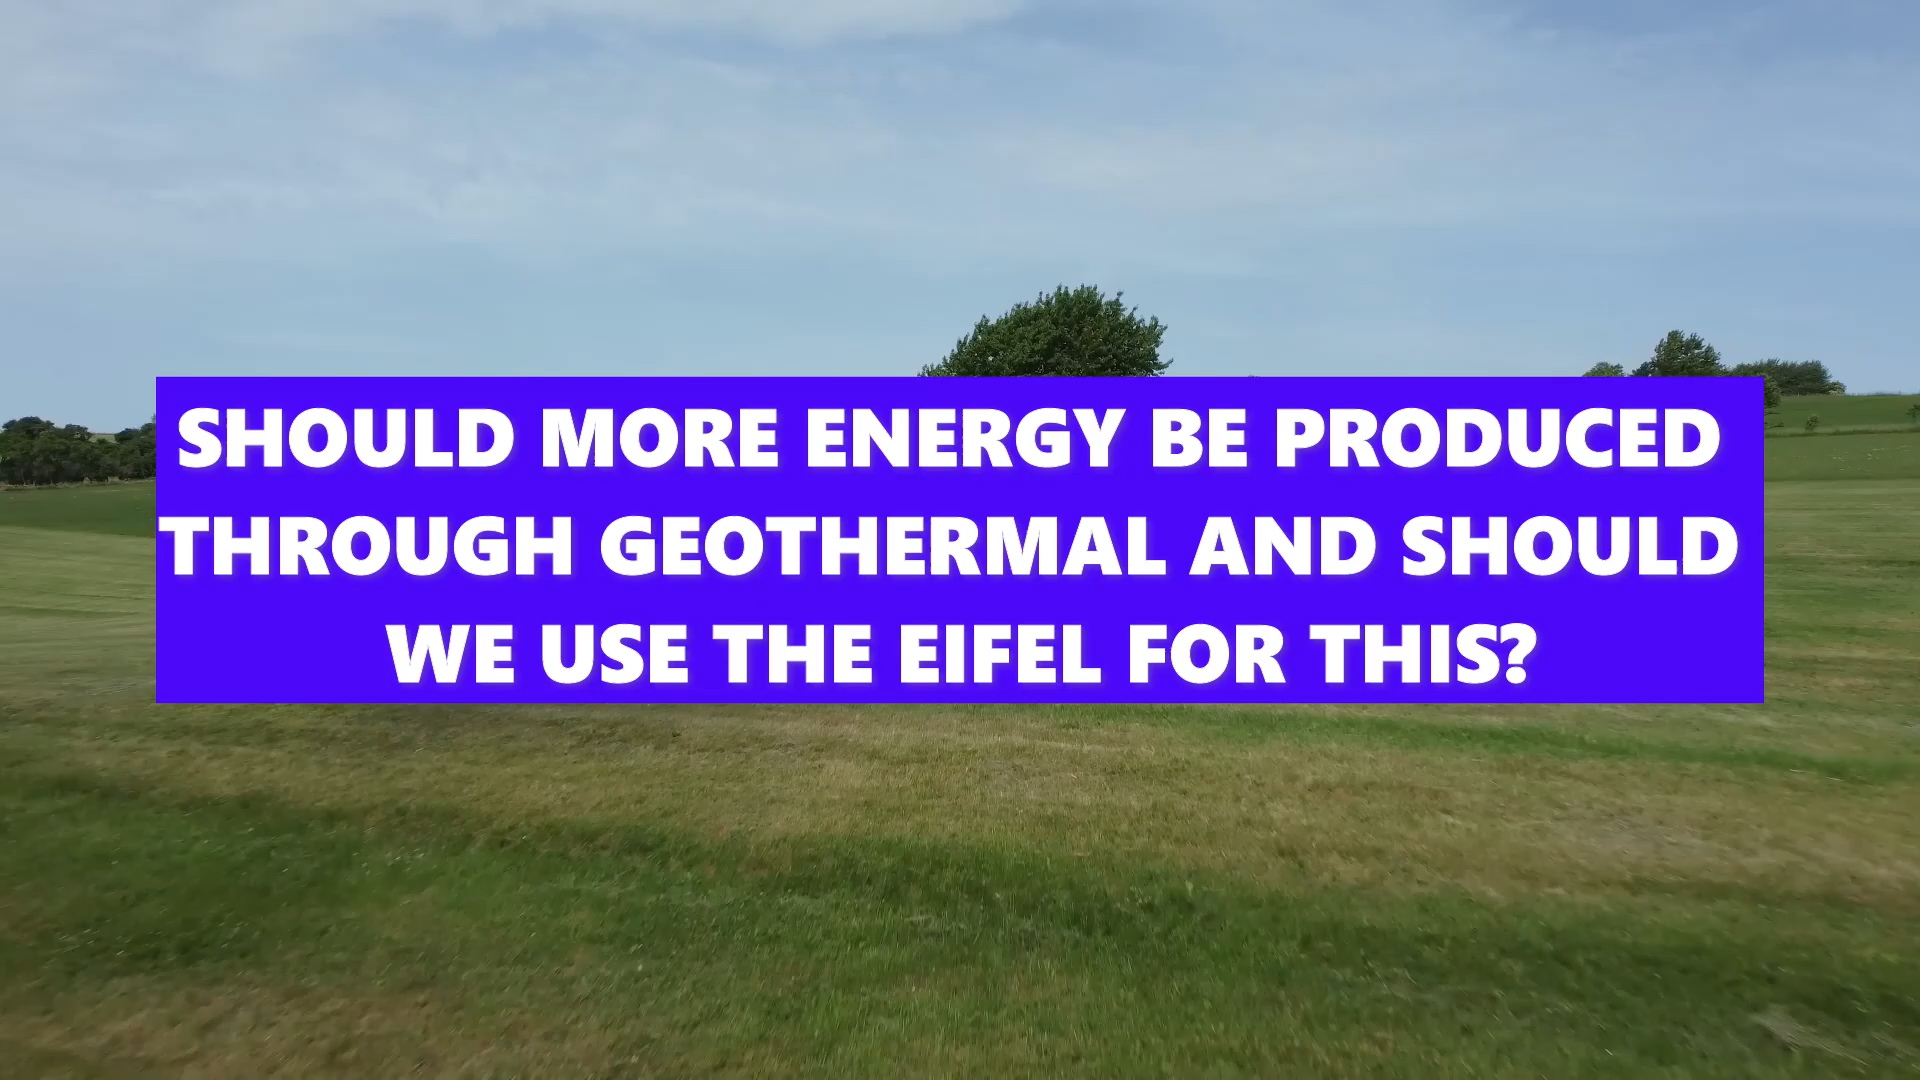 SHOULD MORE ENERGY BE PRODUCED
THROUGH GEOTHERMAL AND SHOULD
WE USE THE EIFEL FOR THIS?